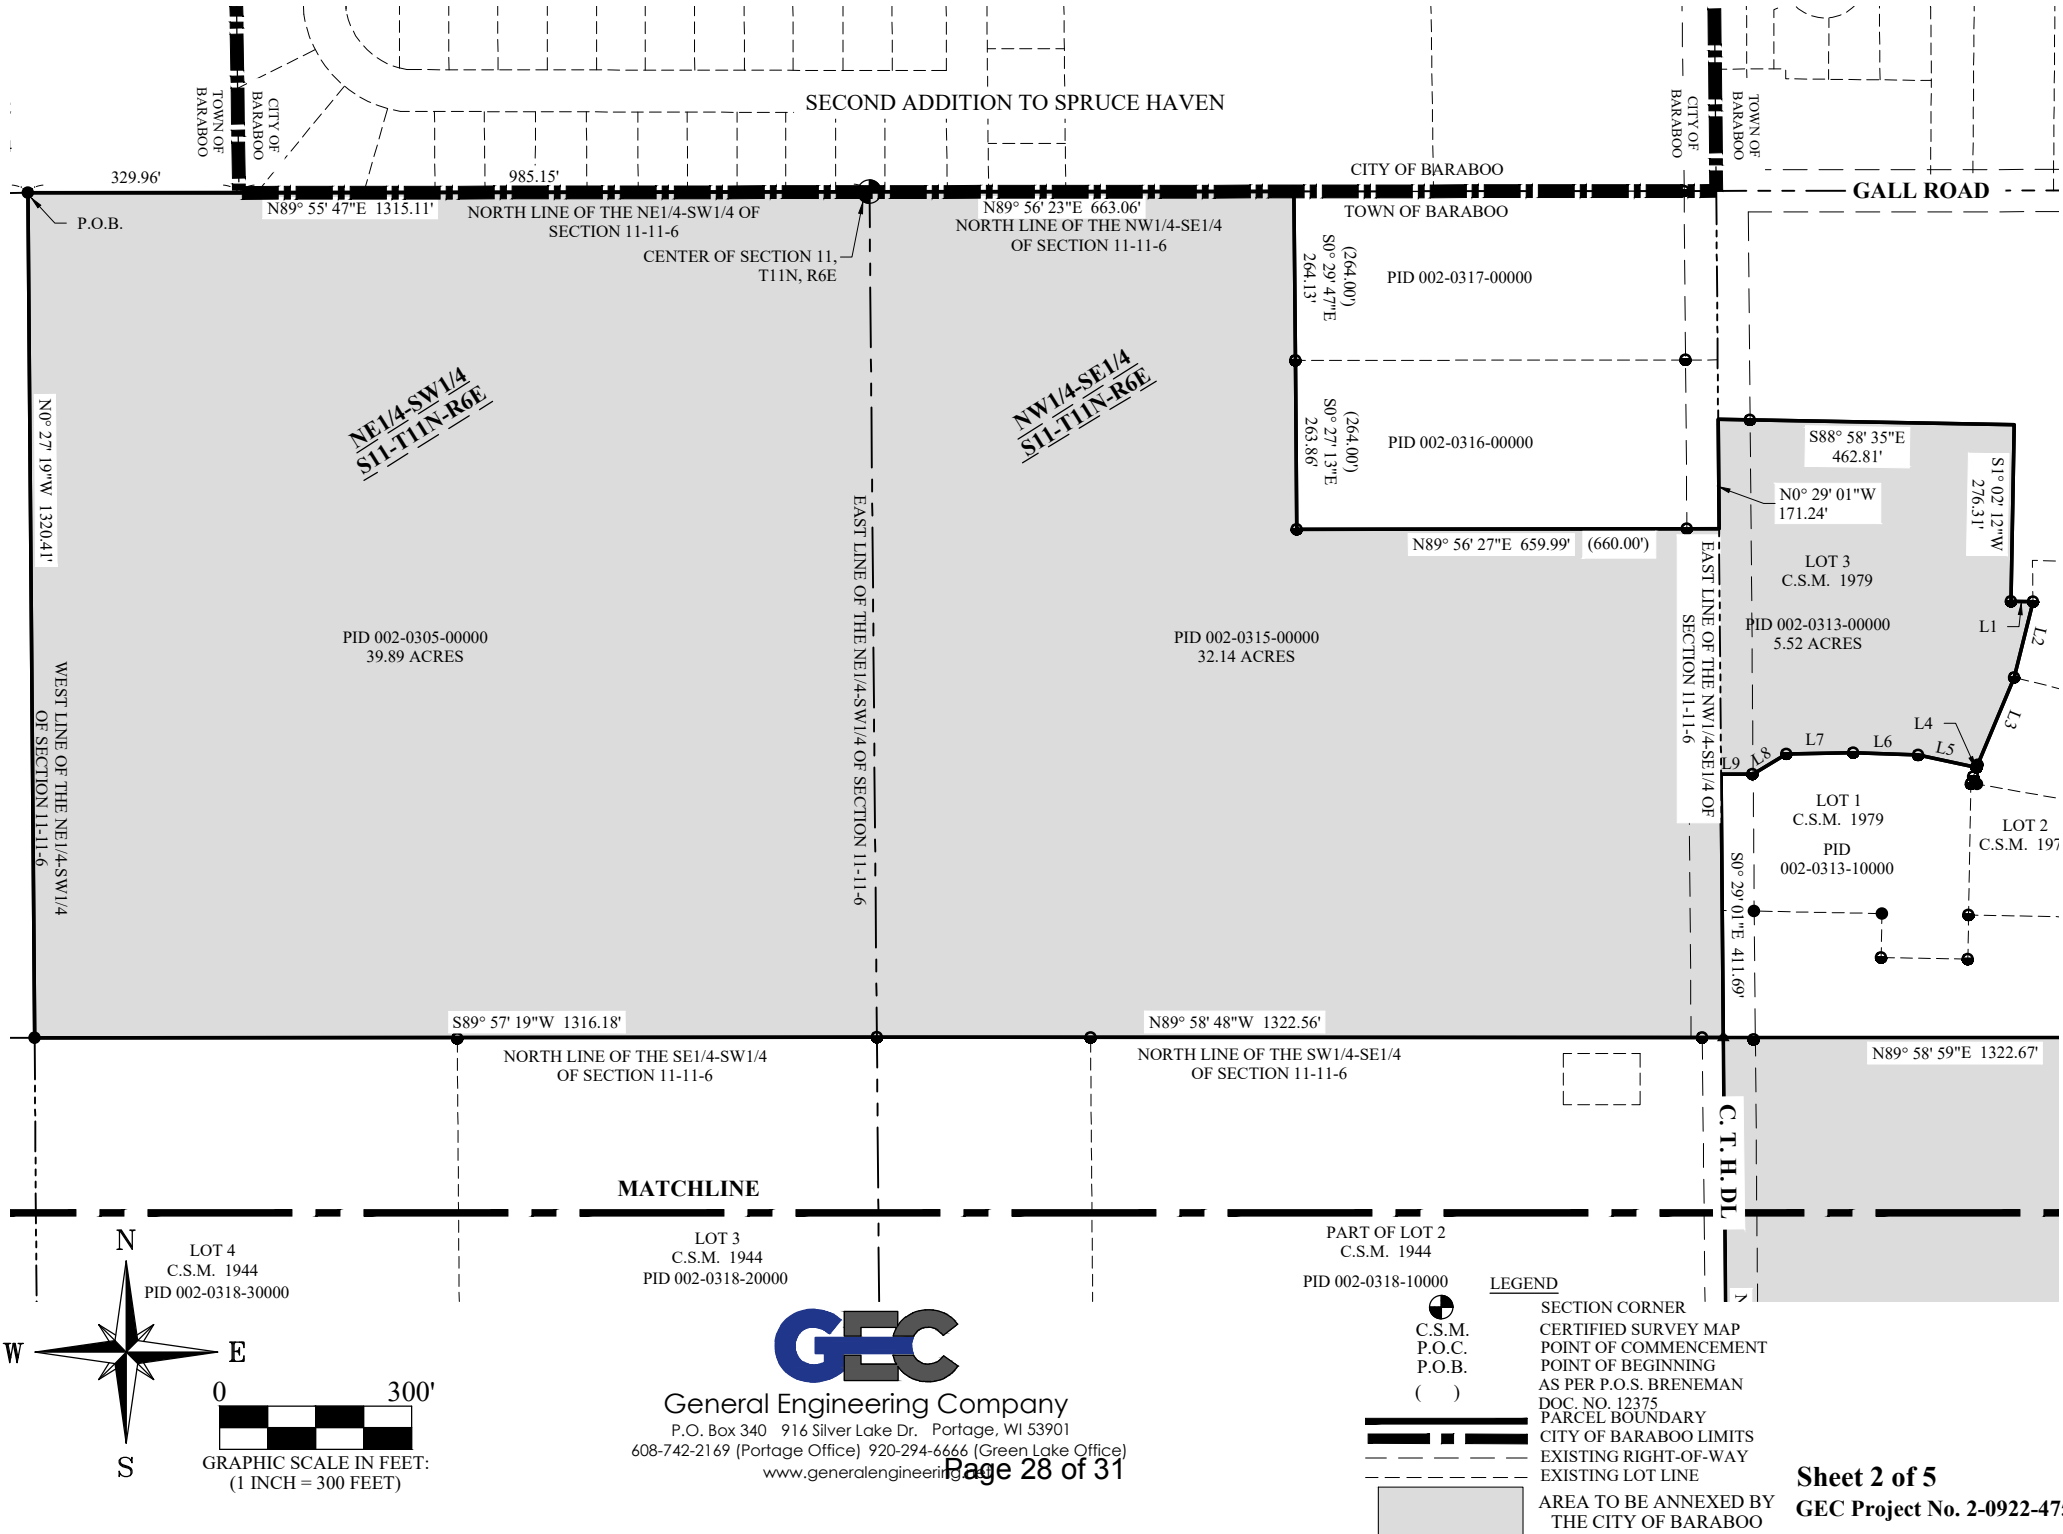 SECOND ADDITION TO SPRUCE HAVEN
TOWN OF
BARABOO
CITY OF
BARABOO
CITY OF
BARABOO
TOWN OF
BARABOO
329.96'
985.15'
CITY OF BARABOO
GALL ROAD
P.O.B.
N89° 55' 47"E 1315.11'
NORTH LINE OF THE NE1/4-SW1/4 OF
SECTION 11-11-6
N89° 56' 23"E 663.06'
NORTH LINE OF THE NW1/4-SE1/4
OF SECTION 11-11-6
TOWN OF BARABOO
CENTER OF SECTION 11,
T11N, R6E
(264.00')
S0° 29' 47"E
264.13'
PID 002-0317-00000
NE1/4-SW1/4
S11-T11N-R6E
NW1/4-SE1/4
S11-T11N-R6E
(264.00')
S0° 27' 13"E
263.86'
PID 002-0316-00000
N0° 27' 19"W 1320.41'
S88° 58' 35"E
462.81'
S1° 02' 12"W
276.31'
N0° 29' 01"W
171.24'
N89° 56' 27"E 659.99' (660.00')
LOT 3
C.S.M. 1979
PID 002-0313-00000
5.52 ACRES
PID 002-0305-00000
39.89 ACRES
PID 002-0315-00000
32.14 ACRES
EAST LINE OF THE NE1/4-SW1/4 OF SECTION 11-11-6
EAST LINE OF THE NW1/4-SE1/4 OF
SECTION 11-11-6
WEST LINE OF THE NE1/4-SW1/4
OF SECTION 11-11-6
L1
L2
L3
L4
L5
L6
L7
L8
L9
LOT 1
C.S.M. 1979
PID
002-0313-10000
LOT 2
C.S.M. 197
S0° 29' 01"E 411.69'
S89° 57' 19"W 1316.18'
N89° 58' 48"W 1322.56'
N89° 58' 59"E 1322.67'
NORTH LINE OF THE SE1/4-SW1/4
OF SECTION 11-11-6
NORTH LINE OF THE SW1/4-SE1/4
OF SECTION 11-11-6
C. T. H. DL
MATCHLINE
LOT 4
C.S.M. 1944
PID 002-0318-30000
LOT 3
C.S.M. 1944
PID 002-0318-20000
PART OF LOT 2
C.S.M. 1944
PID 002-0318-10000
N
N
W
E
S
0 300'
GRAPHIC SCALE IN FEET:
(1 INCH = 300 FEET)
GEC
General Engineering Company
P.O. Box 340 916 Silver Lake Dr. Portage, WI 53901
608-742-2169 (Portage Office) 920-294-6666 (Green Lake Office)
www.generalengineering.net
Page 28 of 31
LEGEND
SECTION CORNER
C.S.M. CERTIFIED SURVEY MAP
P.O.C. POINT OF COMMENCEMENT
P.O.B. POINT OF BEGINNING
( ) AS PER P.O.S. BRENEMAN
DOC. NO. 12375
PARCEL BOUNDARY
CITY OF BARABOO LIMITS
EXISTING RIGHT-OF-WAY
EXISTING LOT LINE
AREA TO BE ANNEXED BY
THE CITY OF BARABOO
Sheet 2 of 5
GEC Project No. 2-0922-47